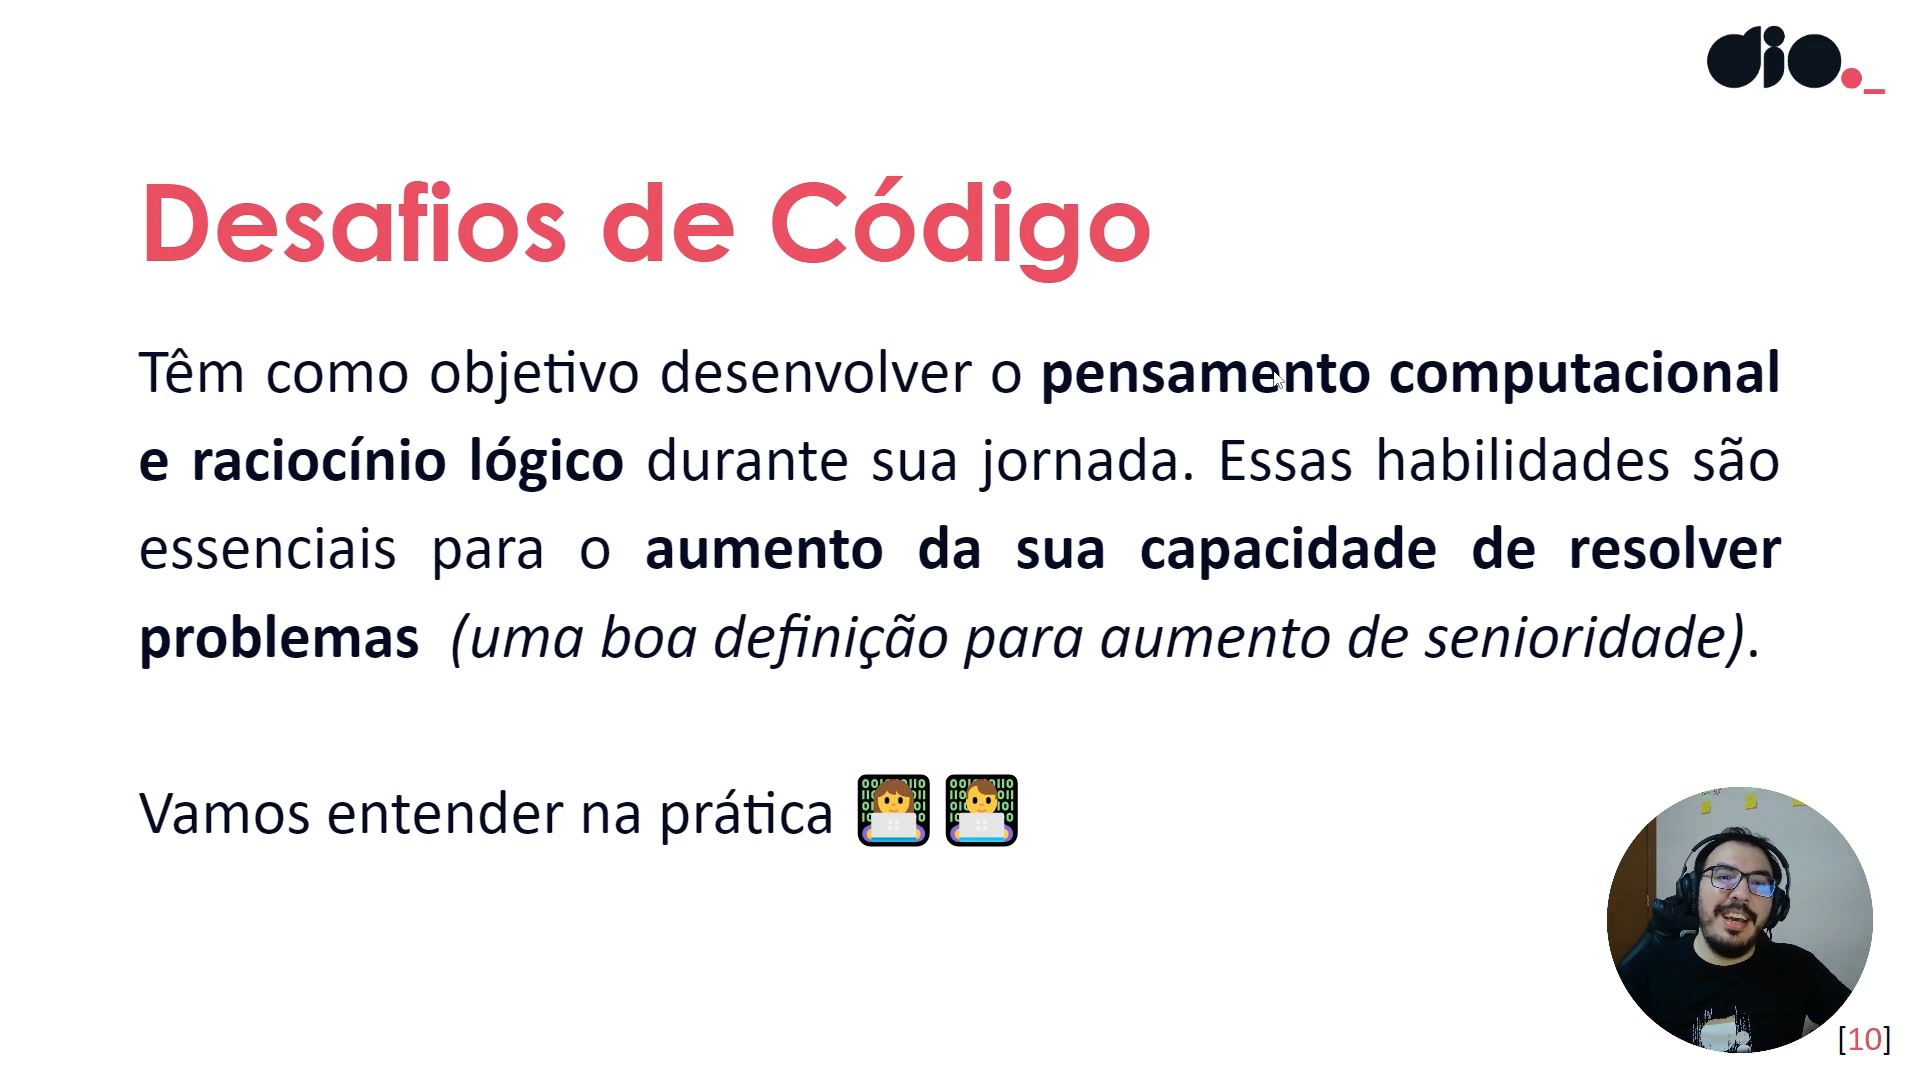 dio._
Desafios de Código
Têm como objetivo desenvolver o pensamento computacional
e raciocínio lógico durante sua jornada. Essas habilidades são
essenciais para o aumento da sua capacidade de resolver
problemas (uma boa definição para aumento de senioridade).
Vamos entender na prática
[10]